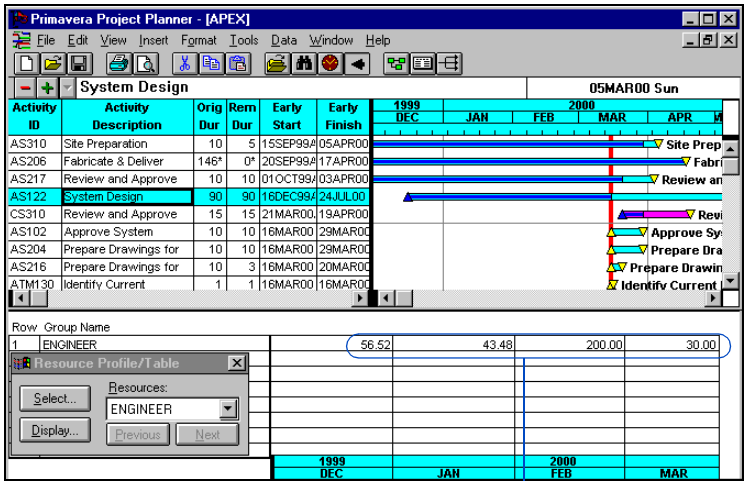 Primavera Project Planner - [APEX]
File Edit View Insert Format Tools Data Window Help
System Design 05MAR00 Sun
Activity ID Activity Description Orig Dur Rem Dur Early Start Early Finish
1999 2000
DEC JAN FEB MAR APR
AS310 Site Preparation 10 5 15SEP99A 05APR00 Site Prep
AS206 Fabricate & Deliver 146* 0* 20SEP99A 17APR00 Fabri
AS217 Review and Approve 10 10 01OCT99A 03APR00 Review an
AS122 System Design 90 90 16DEC99A 24JUL00
CS310 Review and Approve 15 15 21MAR00 19APR00 Revi
AS102 Approve System 10 10 16MAR00 29MAR00 Approve Sy
AS204 Prepare Drawings for 10 10 16MAR00 29MAR00 Prepare Dra
AS216 Prepare Drawings for 10 3 16MAR00 20MAR00 Prepare Drawin
ATM130 Identify Current 1 1 16MAR00 16MAR00 Identify Current
Row Group Name
1 ENGINEER 56.52 43.48 200.00 30.00
Resource Profile/Table
Select... Resources:
ENGINEER
Display... Previous Next
1999 2000
DEC JAN FEB MAR